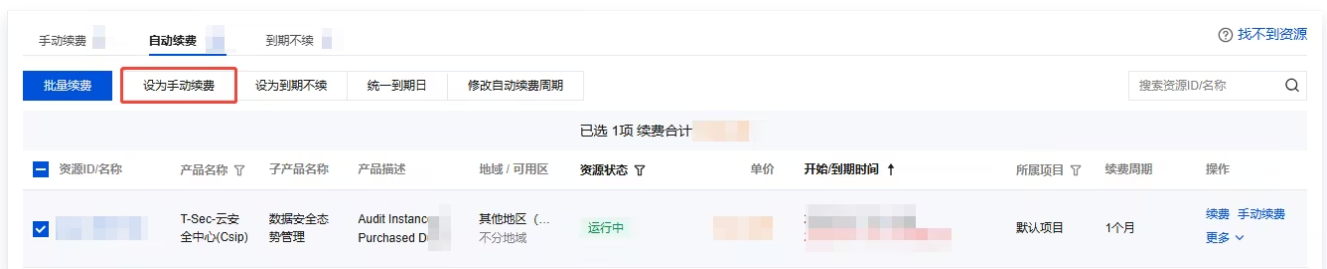 手动续费 自动续费 到期不续 找不到资源
批量续费 设为手动续费 设为到期不续 统一到期日 修改自动续费周期 搜索资源ID/名称
已选 1项 续费合计
资源ID/名称 产品名称 子产品名称 产品描述 地域 / 可用区 资源状态 单价 开始/到期时间 所属项目 续费周期 操作
T-Sec-云安 数据安全态 Audit Instanc 其他地区（... 续费 手动续费
运行中 默认项目 1个月
全中心(Csip) 势管理 Purchased D 不分地域 更多